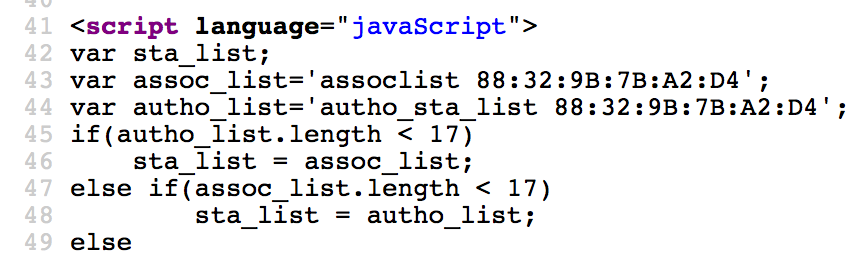 41 <script language="javaScript">
42 var sta_list;
43 var assoc_list='assoclist 88:32:9B:7B:A2:D4';
44 var autho_list='autho_sta_list 88:32:9B:7B:A2:D4';
45 if(autho_list.length < 17)
46     sta_list = assoc_list;
47 else if(assoc_list.length < 17)
48         sta_list = autho_list;
49 else